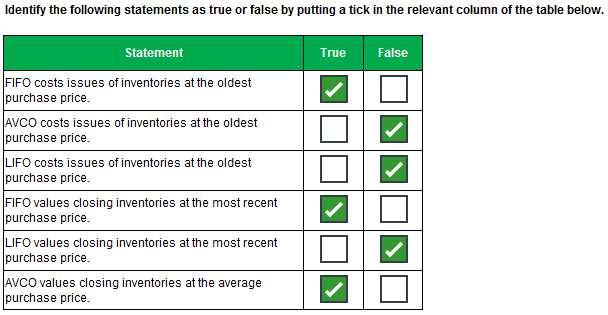 Identify the following statements as true or false by putting a tick in the relevant column of the table below.
Statement True False
FIFO costs issues of inventories at the oldest
purchase price.
AVCO costs issues of inventories at the oldest
purchase price.
LIFO costs issues of inventories at the oldest
purchase price.
FIFO values closing inventories at the most recent
purchase price.
LIFO values closing inventories at the most recent
purchase price.
AVCO values closing inventories at the average
purchase price.